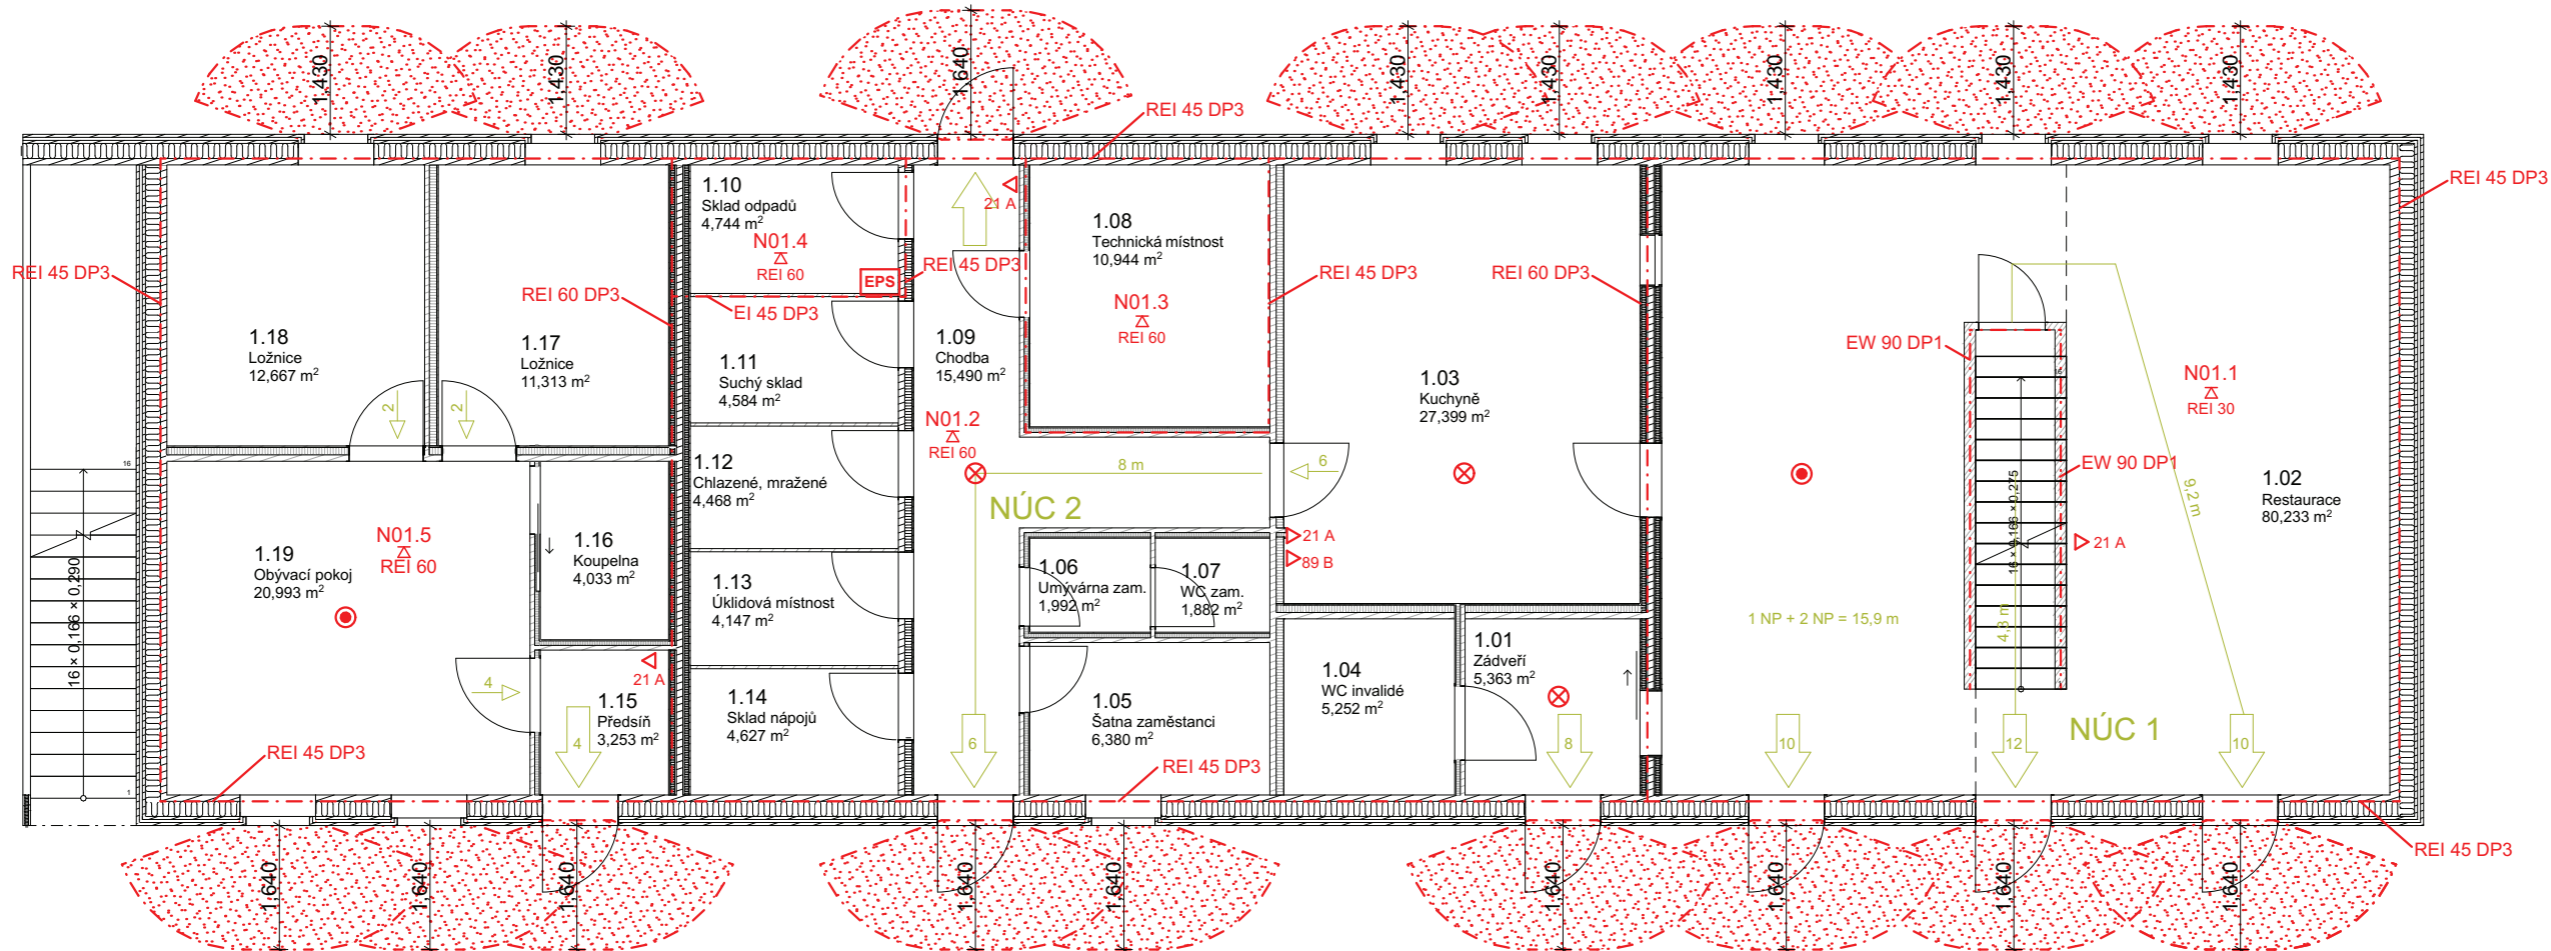 1,430
1,430
1,640
1,430
1,430
1,430
1,430
1,430
REI 45 DP3
REI 45 DP3
1.10
Sklad odpadů
4,744 m²
N01.4
REI 60
EPS
REI 45 DP3
21 A
1.08
Technická místnost
10,944 m²
N01.3
REI 60
REI 45 DP3
REI 60 DP3
REI 45 DP3
REI 60 DP3
EI 45 DP3
1.18
Ložnice
12,667 m²
1.17
Ložnice
11,313 m²
2
2
1.11
Suchý sklad
4,584 m²
1.09
Chodba
15,490 m²
N01.2
REI 60
1.03
Kuchyně
27,399 m²
EW 90 DP1
N01.1
REI 30
16
EW 90 DP1
16 × 0,166 × 0,275
9,2 m
1.02
Restaurace
80,233 m²
16
1.12
Chlazené, mražené
4,468 m²
8 m
6
NÚC 2
21 A
89 B
21 A
1.19
Obývací pokoj
20,993 m²
N01.5
REI 60
1.16
Koupelna
4,033 m²
1.13
Úklidová místnost
4,147 m²
1.06
Umývárna zam.
1,992 m²
1.07
WC zam.
1,882 m²
1 NP + 2 NP = 15,9 m
4,8 m
16 × 0,166 × 0,290
1.01
Zádveří
5,363 m²
1.04
WC invalidé
5,252 m²
21 A
4
1.15
Předsíň
3,253 m²
4
1.14
Sklad nápojů
4,627 m²
6
1.05
Šatna zaměstanci
6,380 m²
8
10
12
NÚC 1
10
REI 45 DP3
REI 45 DP3
1
REI 45 DP3
1,640
1,640
1,640
1,640
1,640
1,640
1,640
1,640
1,640